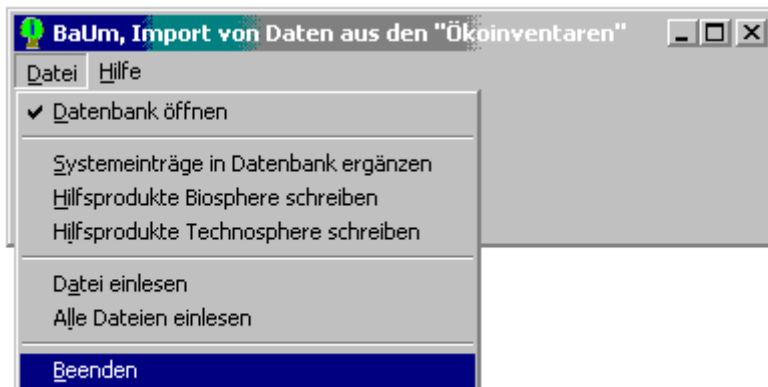 BaUm, Import von Daten aus den "Ökoinventaren"
Datei Hilfe
Datenbank öffnen
Systemeinträge in Datenbank ergänzen
Hilfsprodukte Biosphere schreiben
Hilfsprodukte Technosphere schreiben
Datei einlesen
Alle Dateien einlesen
Beenden